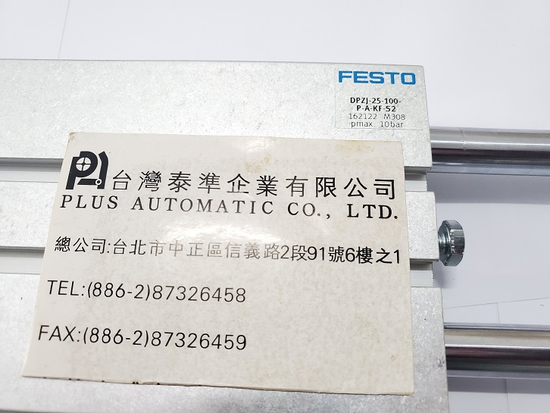 FESTO
DPZJ-25-100-
P-A-KF-S2
162122 M308
pmax. 10bar
台灣泰準企業有限公司
PLUS AUTOMATIC CO., LTD.
總公司:台北市中正區信義路2段91號6樓之1
TEL:(886-2)87326458
FAX:(886-2)87326459